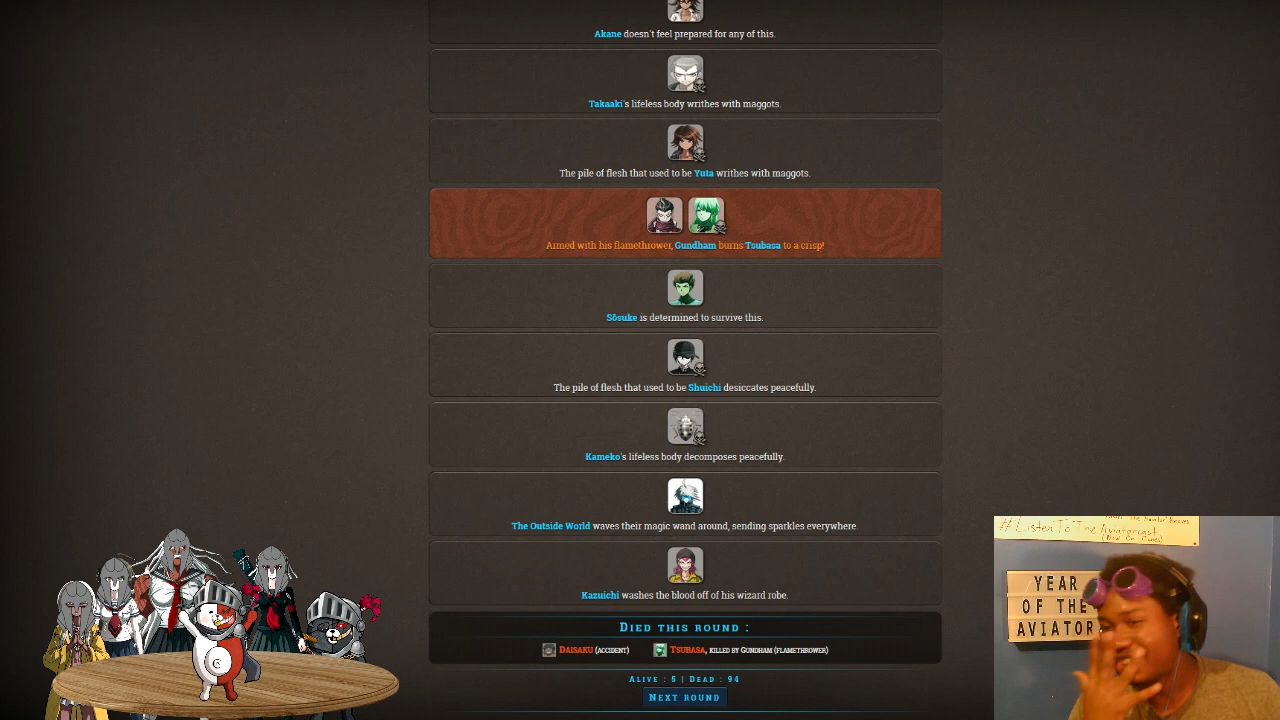 Akane doesn't feel prepared for any of this.
Takaaki's lifeless body writhes with maggots.
The pile of flesh that used to be Yuta writhes with maggots.
Armed with his flamethrower, Gundham burns Tsubasa to a crisp!
Sōsuke is determined to survive this.
The pile of flesh that used to be Shuichi desiccates peacefully.
Kameko's lifeless body decomposes peacefully.
The Outside World waves their magic wand around, sending sparkles everywhere.
Kazuichi washes the blood off of his wizard robe.
Died this round :
Daisaku (accident) Tsubasa, killed by Gundham (flamethrower)
Alive : 5 | Dead : 94
Next round
#ListenToTheAviatorcast
(Now On iTunes)
YEAR
OF THE
AVIATOR